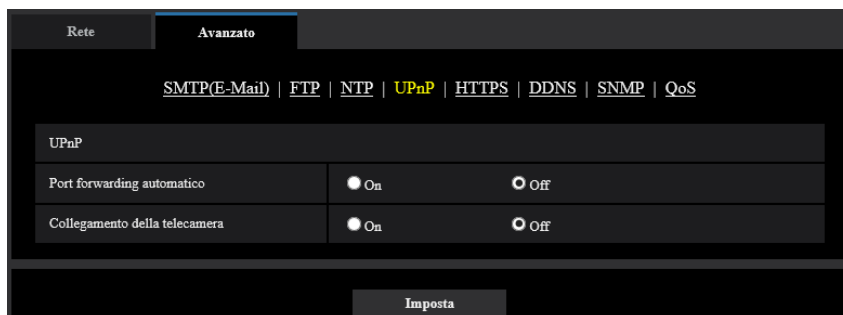 Rete Avanzato
SMTP(E-Mail) | FTP | NTP | UPnP | HTTPS | DDNS | SNMP | QoS
UPnP
Port forwarding automatico On Off
Collegamento della telecamera On Off
Imposta